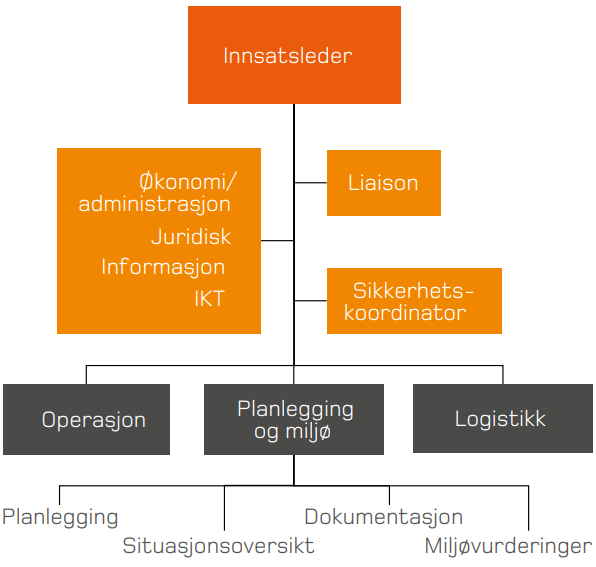 Innsatsleder
Økonomi/
administrasjon
Juridisk
Informasjon
IKT
Liaison
Sikkerhets-
koordinator
Operasjon
Planlegging
og miljø
Logistikk
Planlegging
Situasjonsoversikt
Dokumentasjon
Miljøvurderinger